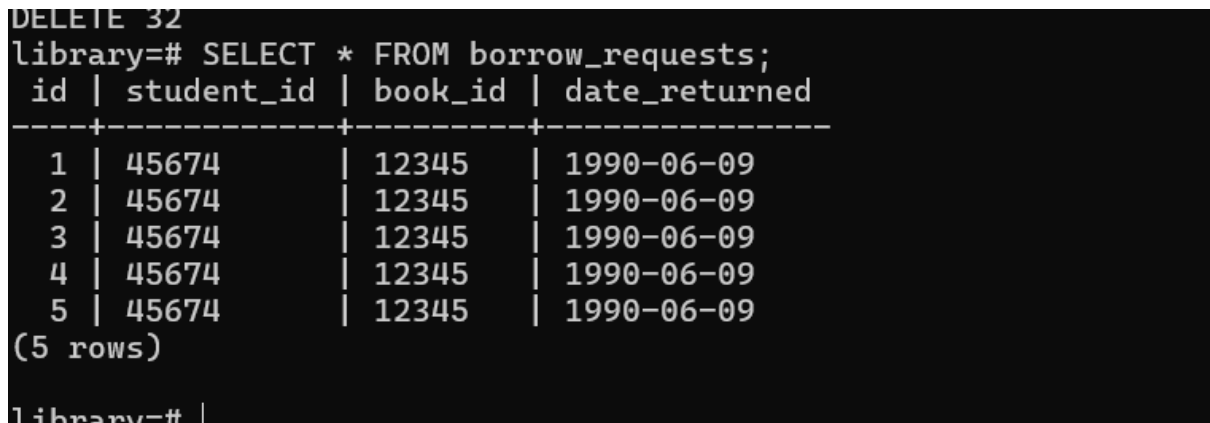 DELETE 32
library=# SELECT * FROM borrow_requests;
 id | student_id | book_id | date_returned
----+------------+---------+---------------
  1 | 45674      | 12345   | 1990-06-09
  2 | 45674      | 12345   | 1990-06-09
  3 | 45674      | 12345   | 1990-06-09
  4 | 45674      | 12345   | 1990-06-09
  5 | 45674      | 12345   | 1990-06-09
(5 rows)
library=#